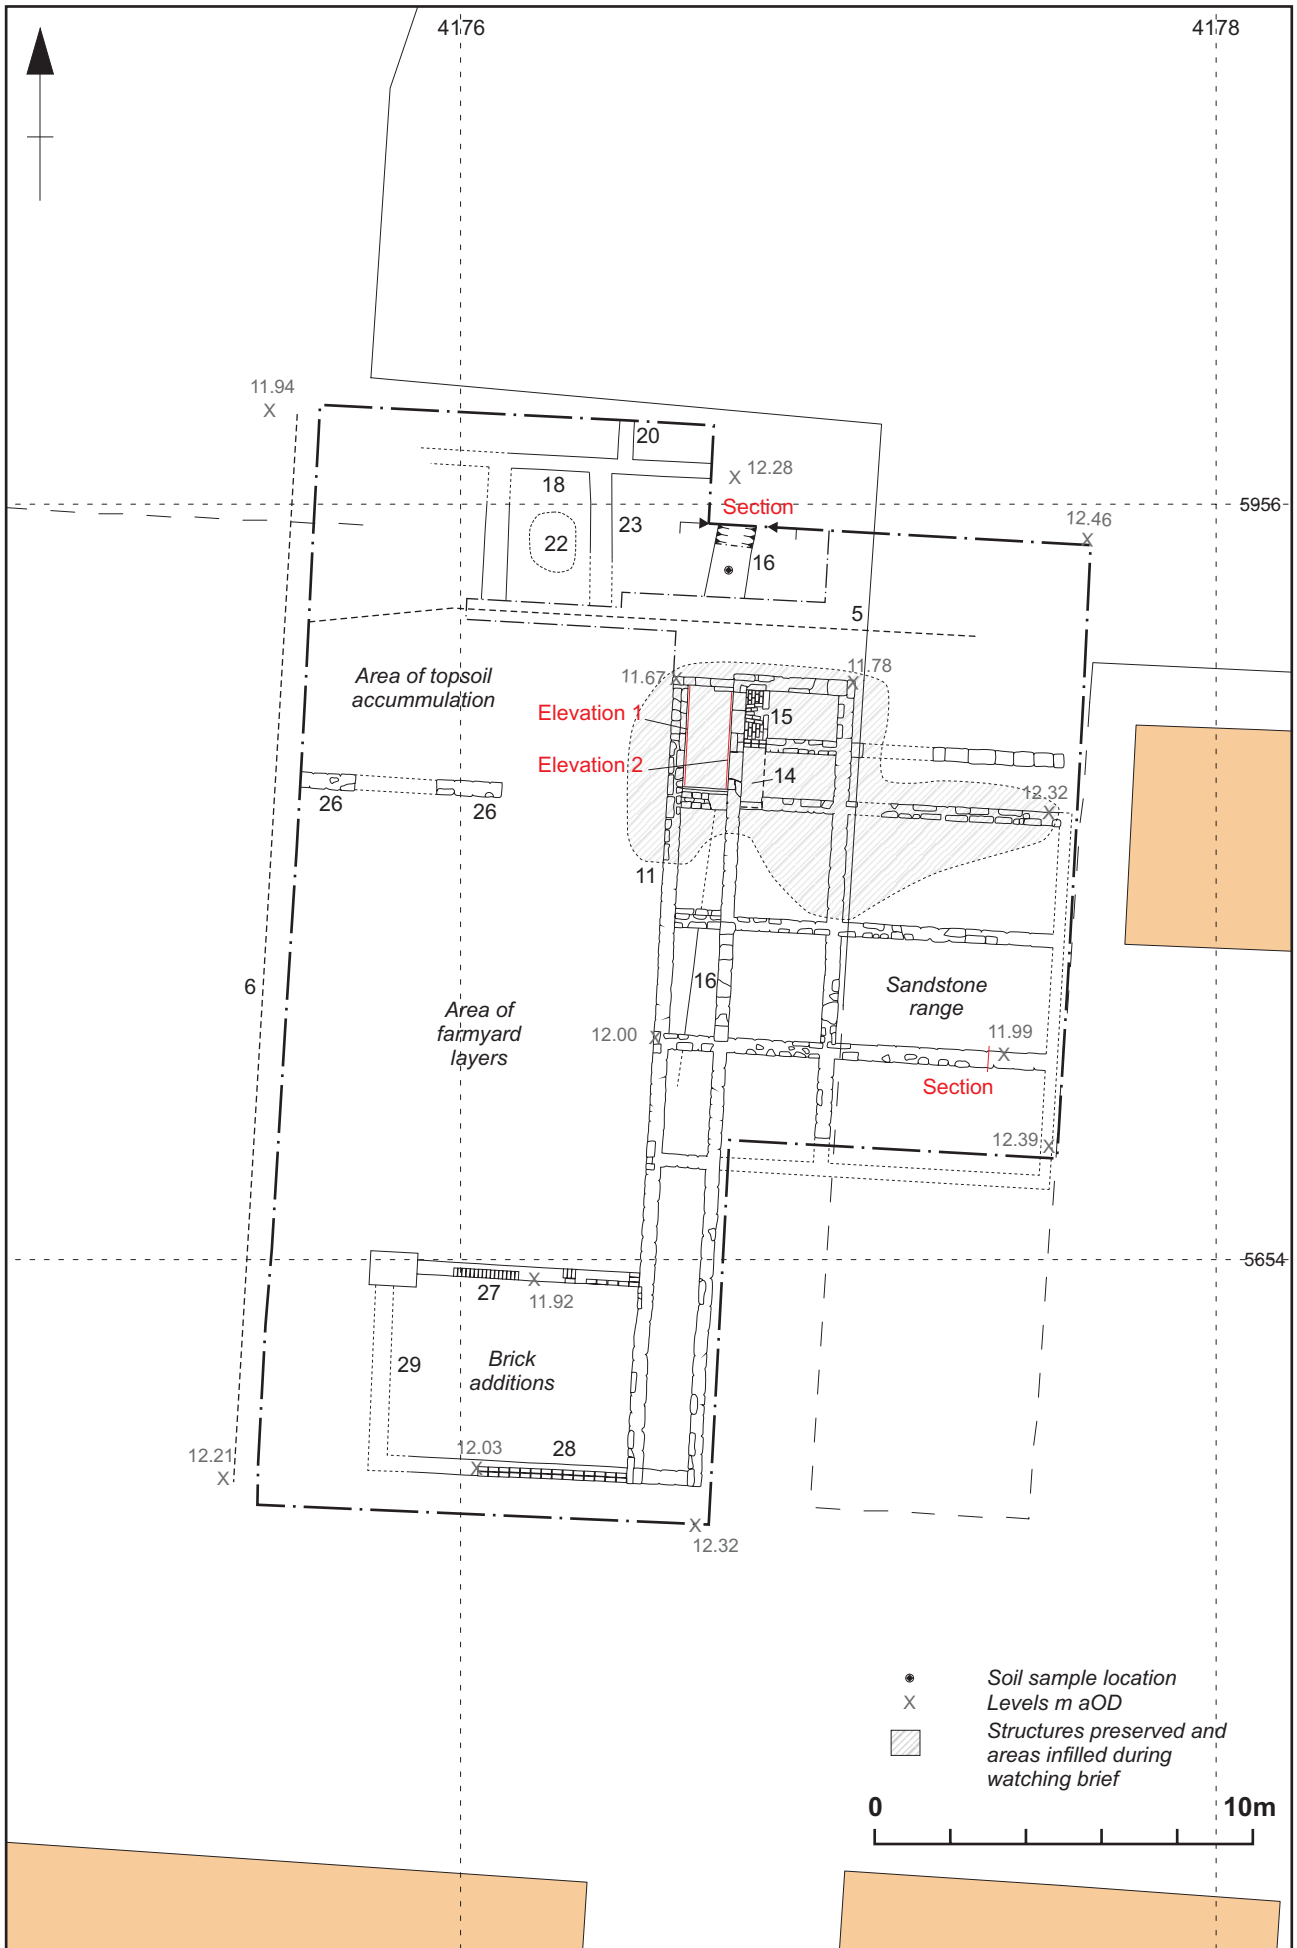 4176
4178
11.94
20
12.28
18
Section
5956
23
12.46
22
16
5
Area of topsoil
accummulation
11.67
11.78
Elevation 1
15
Elevation 2
14
26
26
12.32
11
6
16
Sandstone
range
Area of
farmyard
layers
12.00
11.99
Section
12.39
5654
27
11.92
29
Brick
additions
12.03
28
12.21
12.32
Soil sample location
X Levels m aOD
Structures preserved and
areas infilled during
watching brief
0 10m